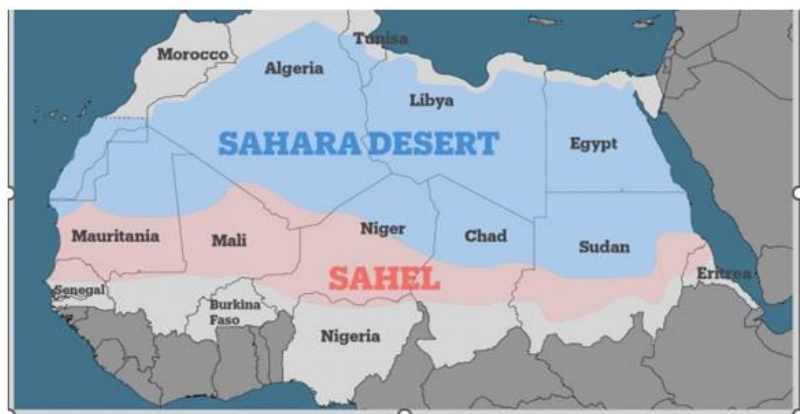 Morocco
Tunisa
Algeria
Libya
SAHARA DESERT
Egypt
Mauritania
Mali
Niger
Chad
Sudan
SAHEL
Eritrea
Senegal
Burkina
Faso
Nigeria